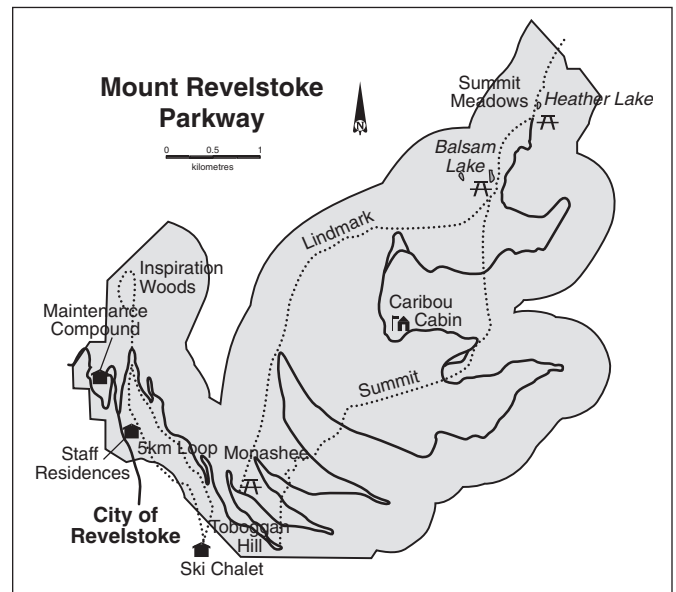 Mount Revelstoke
Parkway
N
0 0.5 1
kilometres
Summit
Meadows
Heather Lake
Balsam
Lake
Lindmark
Inspiration
Woods
Maintenance
Compound
Caribou
Cabin
Summit
5km Loop
Monashee
Staff
Residences
City of
Revelstoke
Toboggan
Hill
Ski Chalet